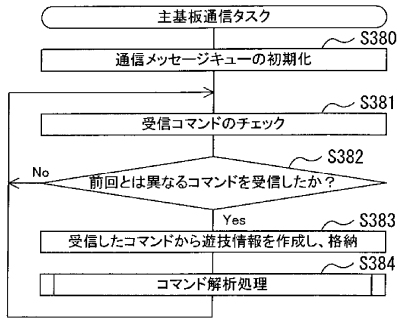 主基板通信タスク
S380
通信メッセージキューの初期化
S381
受信コマンドのチェック
S382
前回とは異なるコマンドを受信したか？
No
Yes
S383
受信したコマンドから遊技情報を作成し、格納
S384
コマンド解析処理